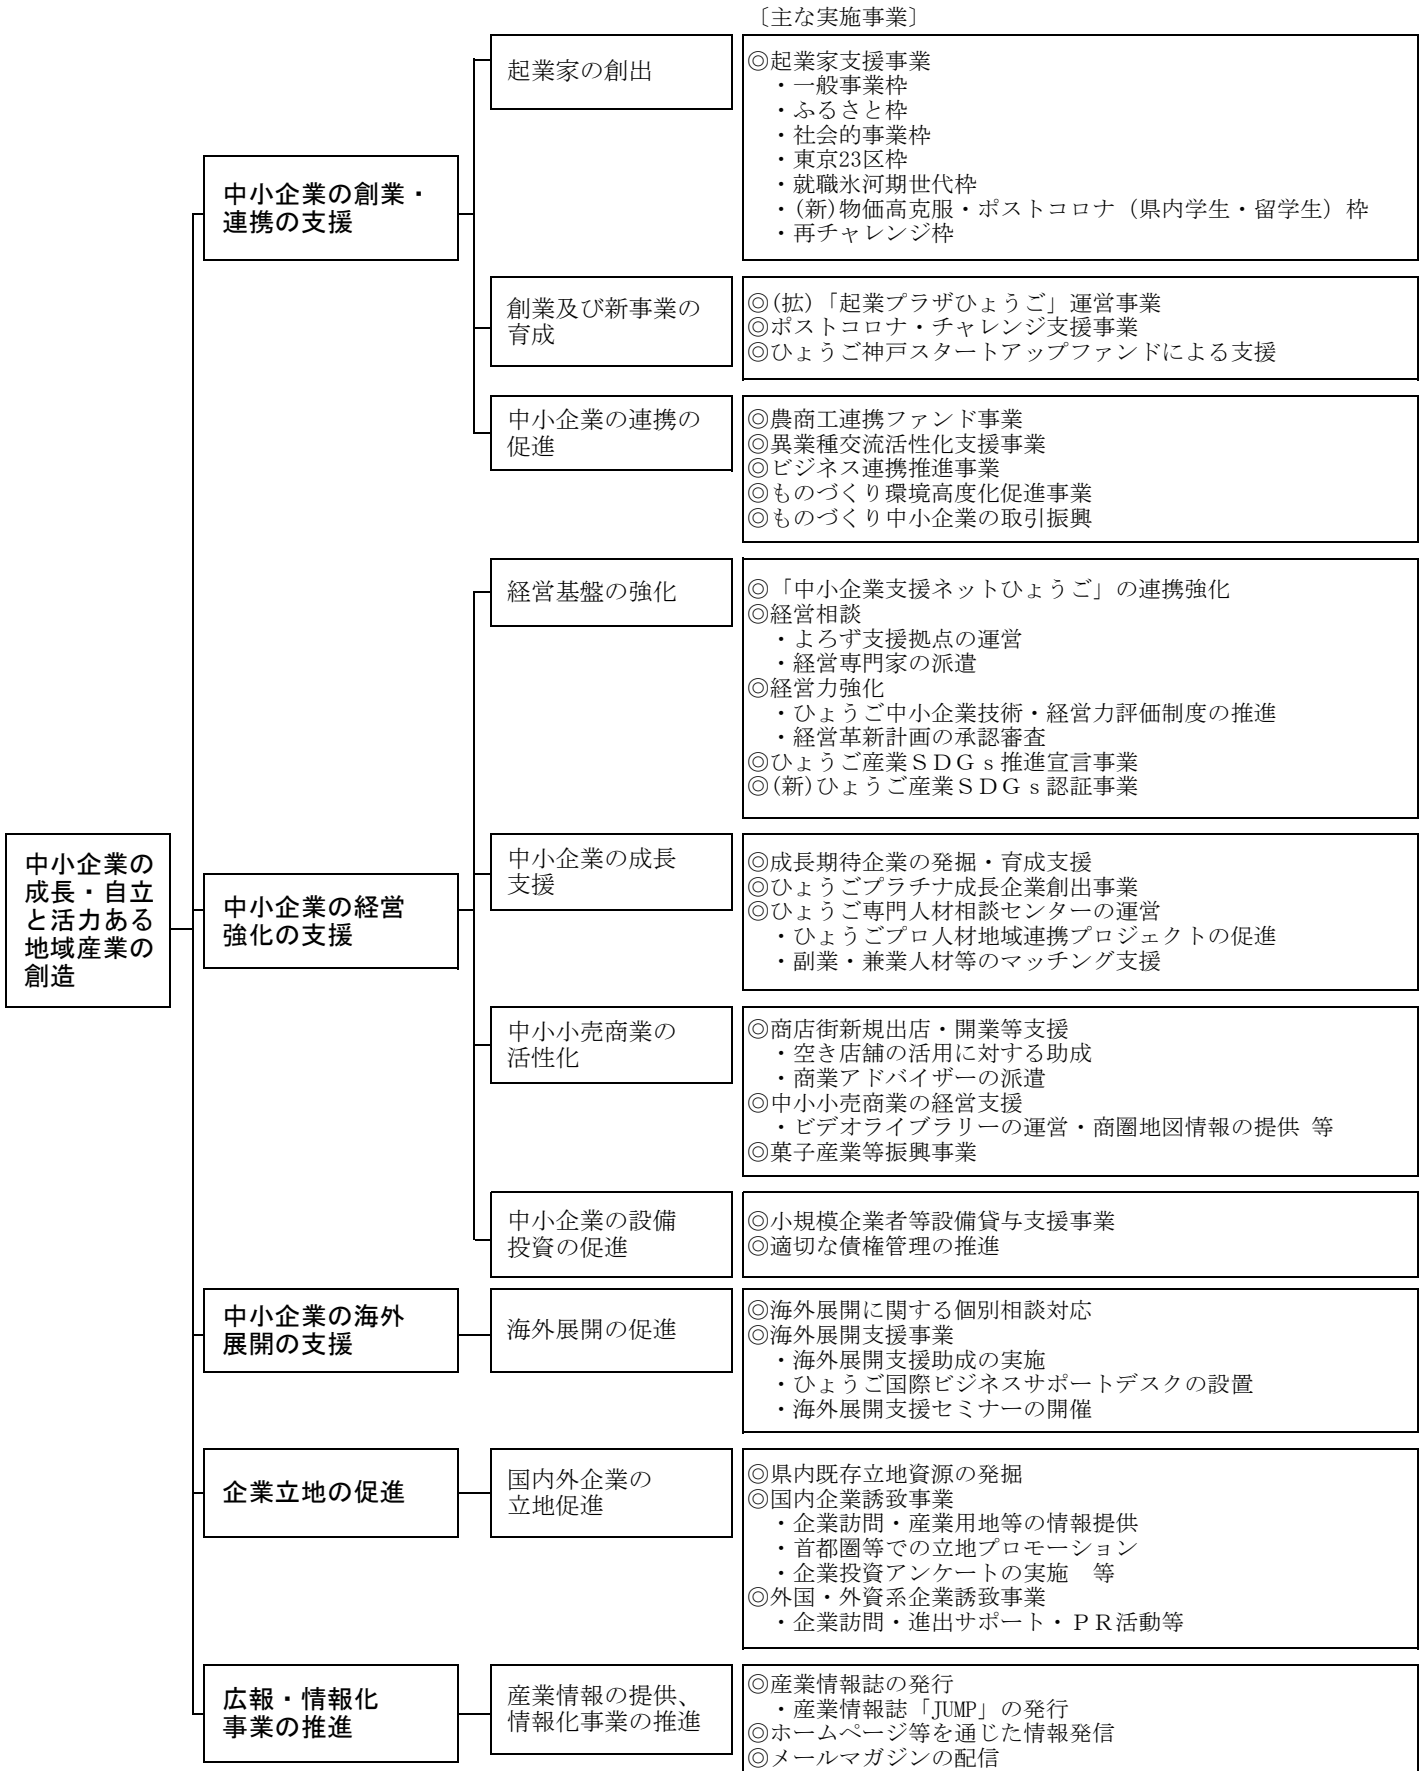 〔主な実施事業〕
中小企業の
成長・自立
と活力ある
地域産業の
創造
中小企業の創業・
連携の支援
起業家の創出
◎起業家支援事業
・一般事業枠
・ふるさと枠
・社会的事業枠
・東京23区枠
・就職氷河期世代枠
・(新)物価高克服・ポストコロナ（県内学生・留学生）枠
・再チャレンジ枠
創業及び新事業の
育成
◎(拡)「起業プラザひょうご」運営事業
◎ポストコロナ・チャレンジ支援事業
◎ひょうご神戸スタートアップファンドによる支援
中小企業の連携の
促進
◎農商工連携ファンド事業
◎異業種交流活性化支援事業
◎ビジネス連携推進事業
◎ものづくり環境高度化促進事業
◎ものづくり中小企業の取引振興
中小企業の経営
強化の支援
経営基盤の強化
◎「中小企業支援ネットひょうご」の連携強化
◎経営相談
・よろず支援拠点の運営
・経営専門家の派遣
◎経営力強化
・ひょうご中小企業技術・経営力評価制度の推進
・経営革新計画の承認審査
◎ひょうご産業ＳＤＧｓ推進宣言事業
◎(新)ひょうご産業ＳＤＧｓ認証事業
中小企業の成長
支援
◎成長期待企業の発掘・育成支援
◎ひょうごプラチナ成長企業創出事業
◎ひょうご専門人材相談センターの運営
・ひょうごプロ人材地域連携プロジェクトの促進
・副業・兼業人材等のマッチング支援
中小小売商業の
活性化
◎商店街新規出店・開業等支援
・空き店舗の活用に対する助成
・商業アドバイザーの派遣
◎中小小売商業の経営支援
・ビデオライブラリーの運営・商圏地図情報の提供 等
◎菓子産業等振興事業
中小企業の設備
投資の促進
◎小規模企業者等設備貸与支援事業
◎適切な債権管理の推進
中小企業の海外
展開の支援
海外展開の促進
◎海外展開に関する個別相談対応
◎海外展開支援事業
・海外展開支援助成の実施
・ひょうご国際ビジネスサポートデスクの設置
・海外展開支援セミナーの開催
企業立地の促進
国内外企業の
立地促進
◎県内既存立地資源の発掘
◎国内企業誘致事業
・企業訪問・産業用地等の情報提供
・首都圏等での立地プロモーション
・企業投資アンケートの実施　等
◎外国・外資系企業誘致事業
・企業訪問・進出サポート・ＰＲ活動等
広報・情報化
事業の推進
産業情報の提供、
情報化事業の推進
◎産業情報誌の発行
・産業情報誌「JUMP」の発行
◎ホームページ等を通じた情報発信
◎メールマガジンの配信